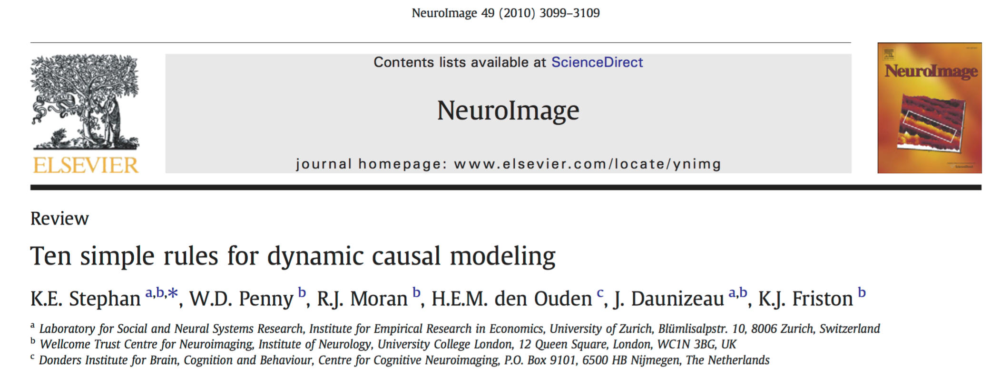 NeuroImage 49 (2010) 3099–3109
Contents lists available at ScienceDirect
NeuroImage
journal homepage: www.elsevier.com/locate/ynimg
ELSEVIER
NON SOLUS
NeuroImage
ScienceDirect
Review
Ten simple rules for dynamic causal modeling
K.E. Stephan a,b,*, W.D. Penny b, R.J. Moran b, H.E.M. den Ouden c, J. Daunizeau a,b, K.J. Friston b
a Laboratory for Social and Neural Systems Research, Institute for Empirical Research in Economics, University of Zurich, Blümlisalpstr. 10, 8006 Zurich, Switzerland
b Wellcome Trust Centre for Neuroimaging, Institute of Neurology, University College London, 12 Queen Square, London, WC1N 3BG, UK
c Donders Institute for Brain, Cognition and Behaviour, Centre for Cognitive Neuroimaging, P.O. Box 9101, 6500 HB Nijmegen, The Netherlands